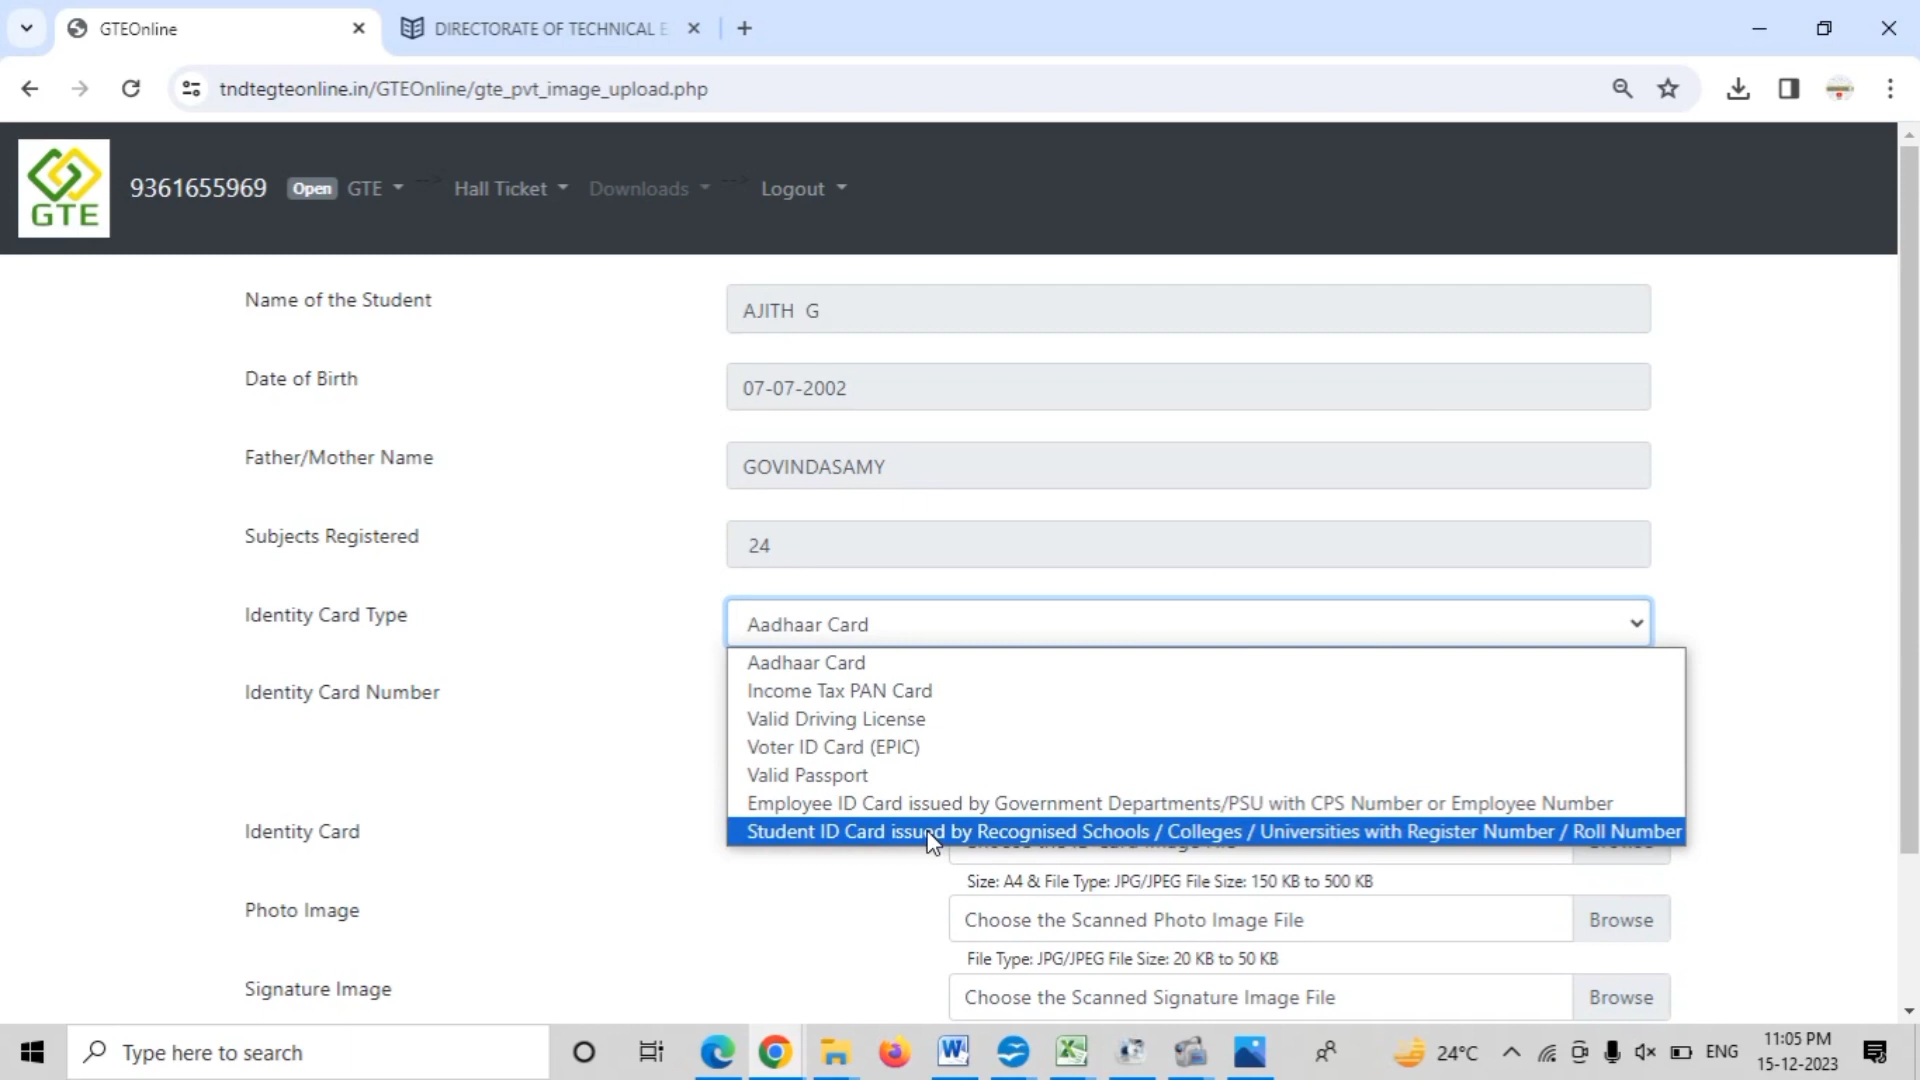 GTEOnline
DIRECTORATE OF TECHNICAL E
tndtegteonline.in/GTEOnline/gte_pvt_image_upload.php
GTE
9361655969 Open GTE Hall Ticket Downloads Logout
Name of the Student
AJITH G
Date of Birth
07-07-2002
Father/Mother Name
GOVINDASAMY
Subjects Registered
24
Identity Card Type
Aadhaar Card
Aadhaar Card
Income Tax PAN Card
Identity Card Number
Valid Driving License
Voter ID Card (EPIC)
Valid Passport
Employee ID Card issued by Government Departments/PSU with CPS Number or Employee Number
Student ID Card issued by Recognised Schools / Colleges / Universities with Register Number / Roll Number
Identity Card
Size: A4 & File Type: JPG/JPEG File Size: 150 KB to 500 KB
Photo Image
Choose the Scanned Photo Image File
Browse
File Type: JPG/JPEG File Size: 20 KB to 50 KB
Signature Image
Choose the Scanned Signature Image File
Browse
Type here to search
24°C
ENG
11:05 PM
15-12-2023